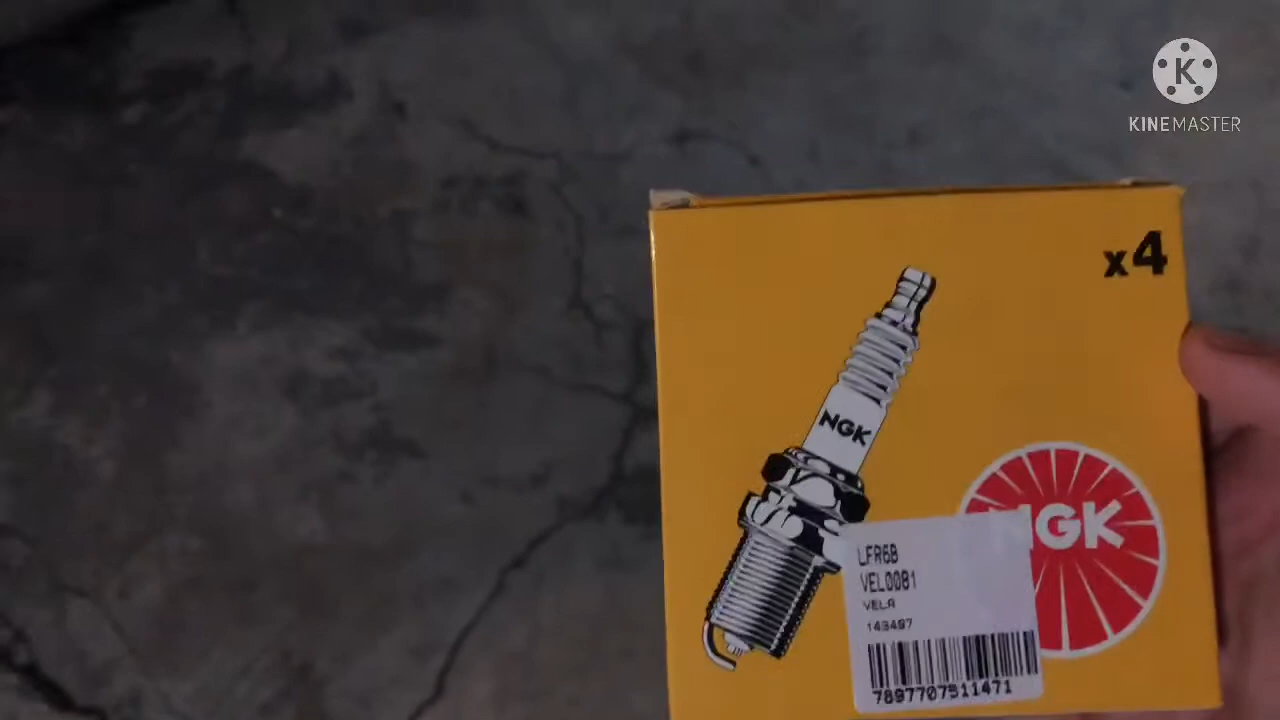 KINEMASTER
x4
NGK
NGK
LFR6B
VEL0081
VELA
143497
7897707511471